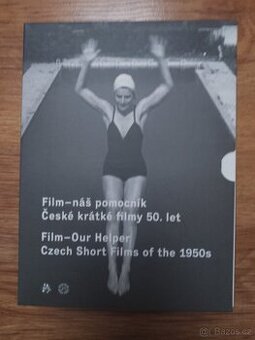 Film–náš pomocník
České krátké filmy 50. let
Film–Our Helper
Czech Short Films of the 1950s
Bazos.cz